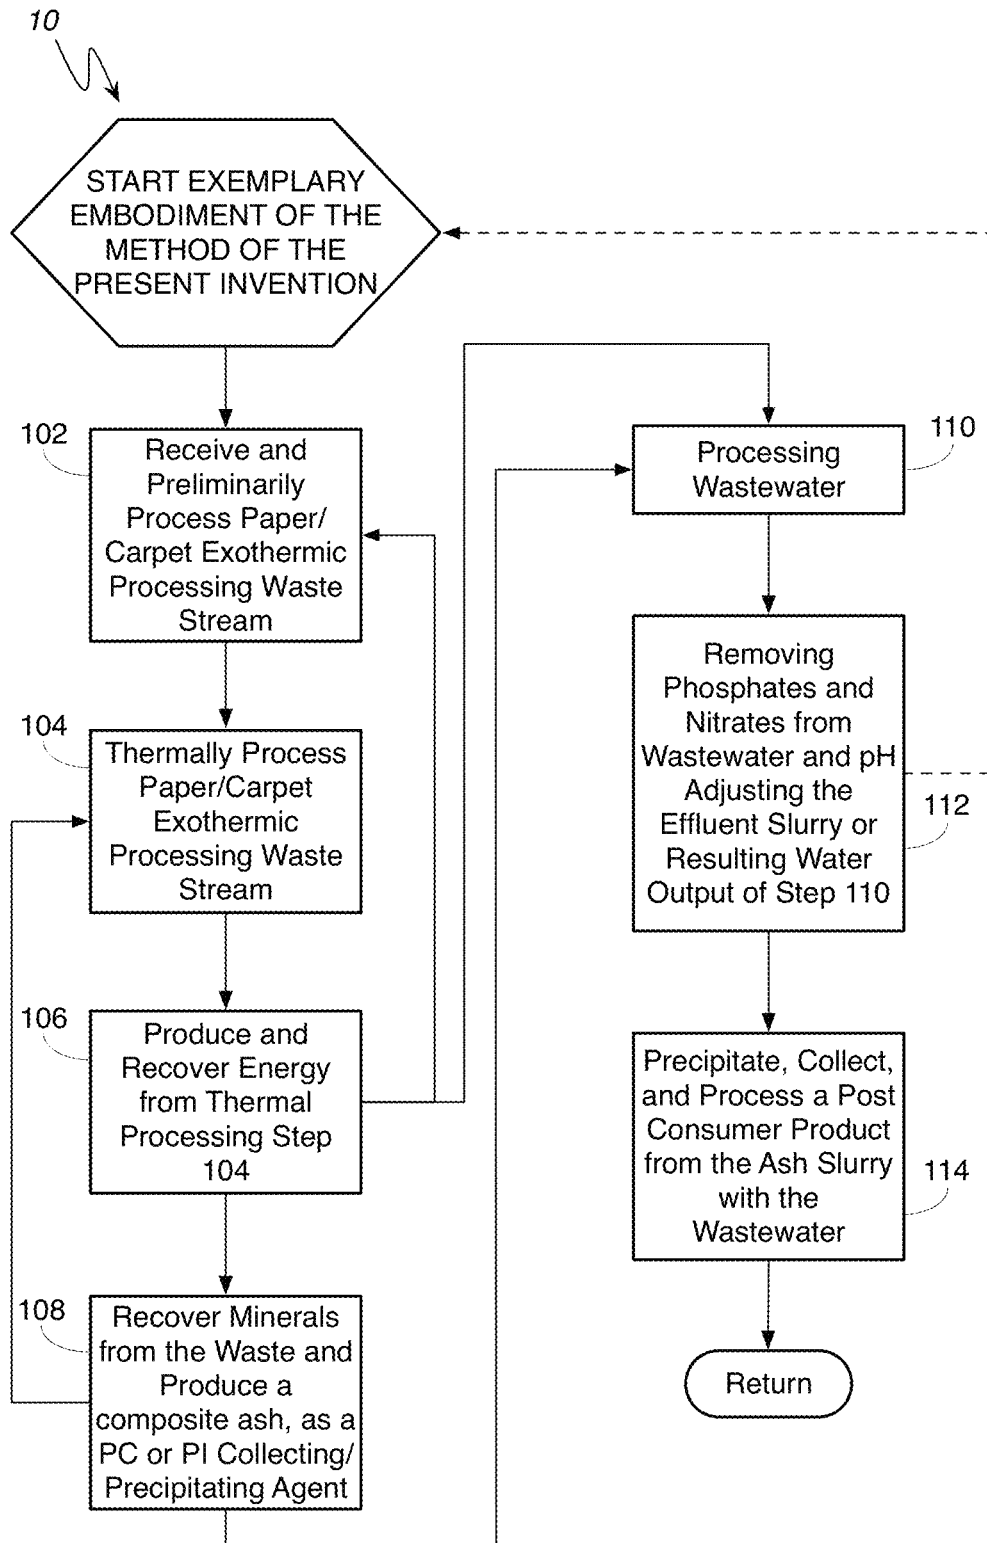 10
START EXEMPLARY
EMBODIMENT OF THE
METHOD OF THE
PRESENT INVENTION
102
Receive and
Preliminarily
Process Paper/
Carpet Exothermic
Processing Waste
Stream
104
Thermally Process
Paper/Carpet
Exothermic
Processing Waste
Stream
106
Produce and
Recover Energy
from Thermal
Processing Step
104
108
Recover Minerals
from the Waste and
Produce a
composite ash, as a
PC or PI Collecting/
Precipitating Agent
110
Processing
Wastewater
Removing
Phosphates and
Nitrates from
Wastewater and pH
Adjusting the
Effluent Slurry or
Resulting Water
Output of Step 110
112
Precipitate, Collect,
and Process a Post
Consumer Product
from the Ash Slurry
with the
Wastewater
114
Return